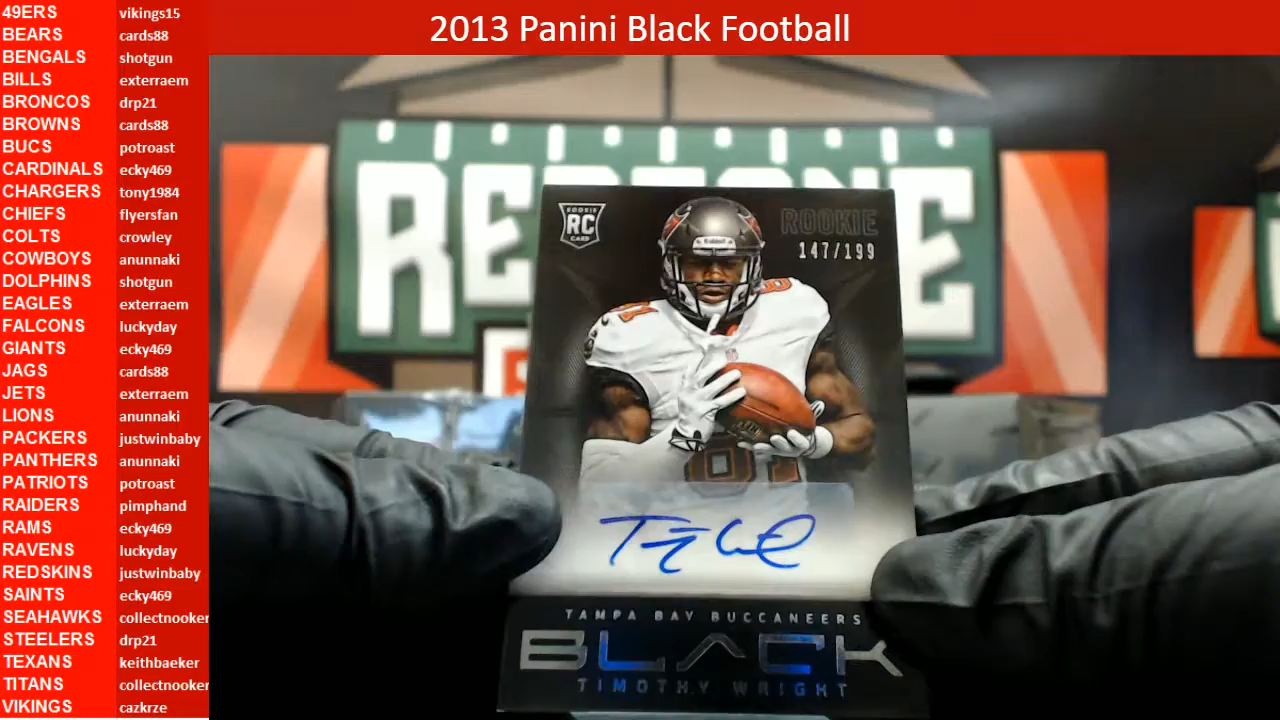 2013 Panini Black Football
49ERS vikings15
BEARS cards88
BENGALS shotgun
BILLS exterraem
BRONCOS drp21
BROWNS cards88
BUCS potroast
CARDINALS ecky469
CHARGERS tony1984
CHIEFS flyersfan
COLTS crowley
COWBOYS anunnaki
DOLPHINS shotgun
EAGLES exterraem
FALCONS luckyday
GIANTS ecky469
JAGS cards88
JETS exterraem
LIONS anunnaki
PACKERS justwinbaby
PANTHERS anunnaki
PATRIOTS potroast
RAIDERS pimphand
RAMS ecky469
RAVENS luckyday
REDSKINS justwinbaby
SAINTS ecky469
SEAHAWKS collectnooker
STEELERS drp21
TEXANS keithbaeker
TITANS collectnooker
VIKINGS cazkrze
ROOKIE
RC
CARD
ROOKIE
147/199
Riddell
81
TAMPA BAY BUCCANEERS
BLACK
TIMOTHY WRIGHT